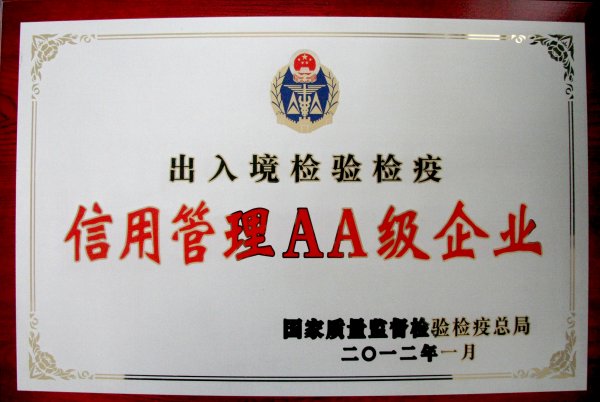 出入境检验检疫
信用管理AA级企业
国家质量监督检验检疫总局
二〇一二年一月